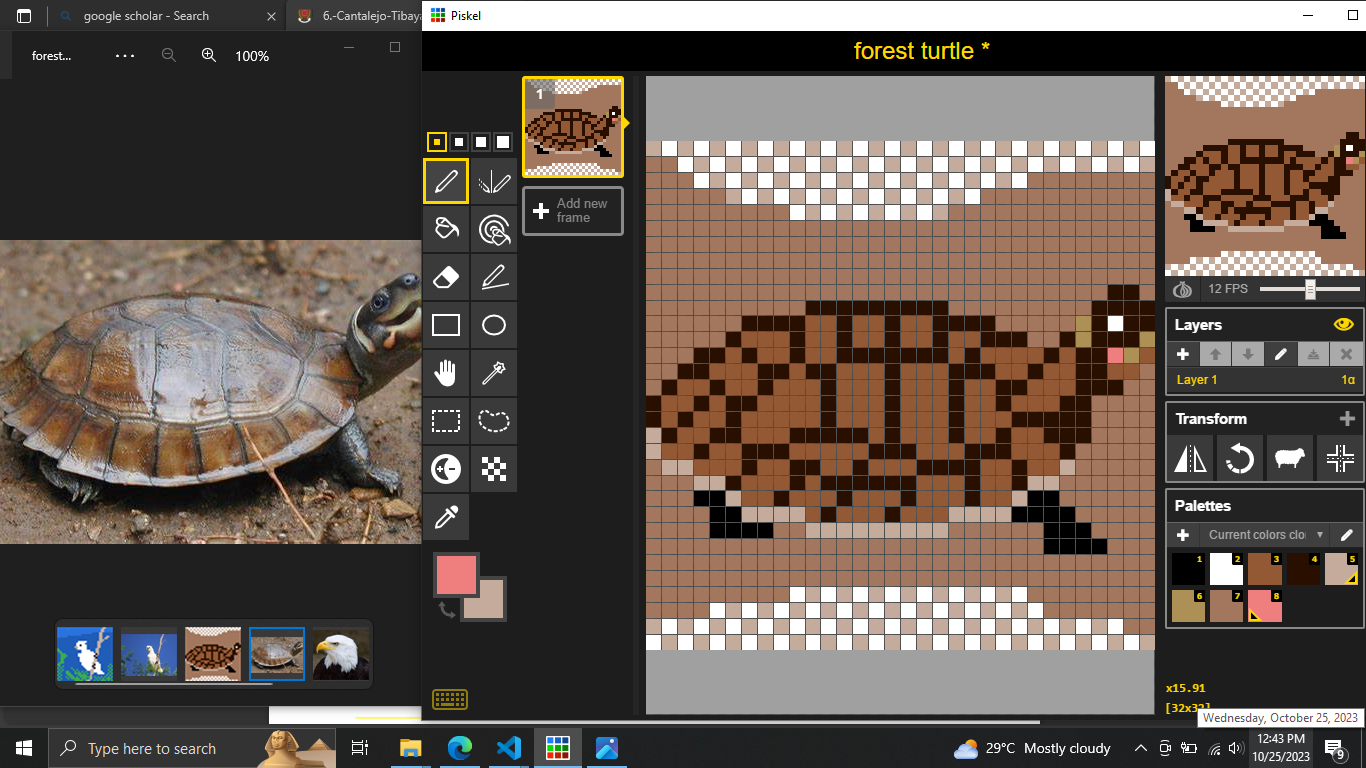 google scholar - Search
6.-Cantalejo-Tibay
Piskel
forest...
100%
forest turtle *
1
Add new
frame
12 FPS
Layers
Layer 1
1α
Transform
Palettes
Current colors clo
1
2
3
4
5
6
7
8
x15.91
[32x32]
Wednesday, October 25, 2023
Type here to search
29°C Mostly cloudy
12:43 PM
10/25/2023
9